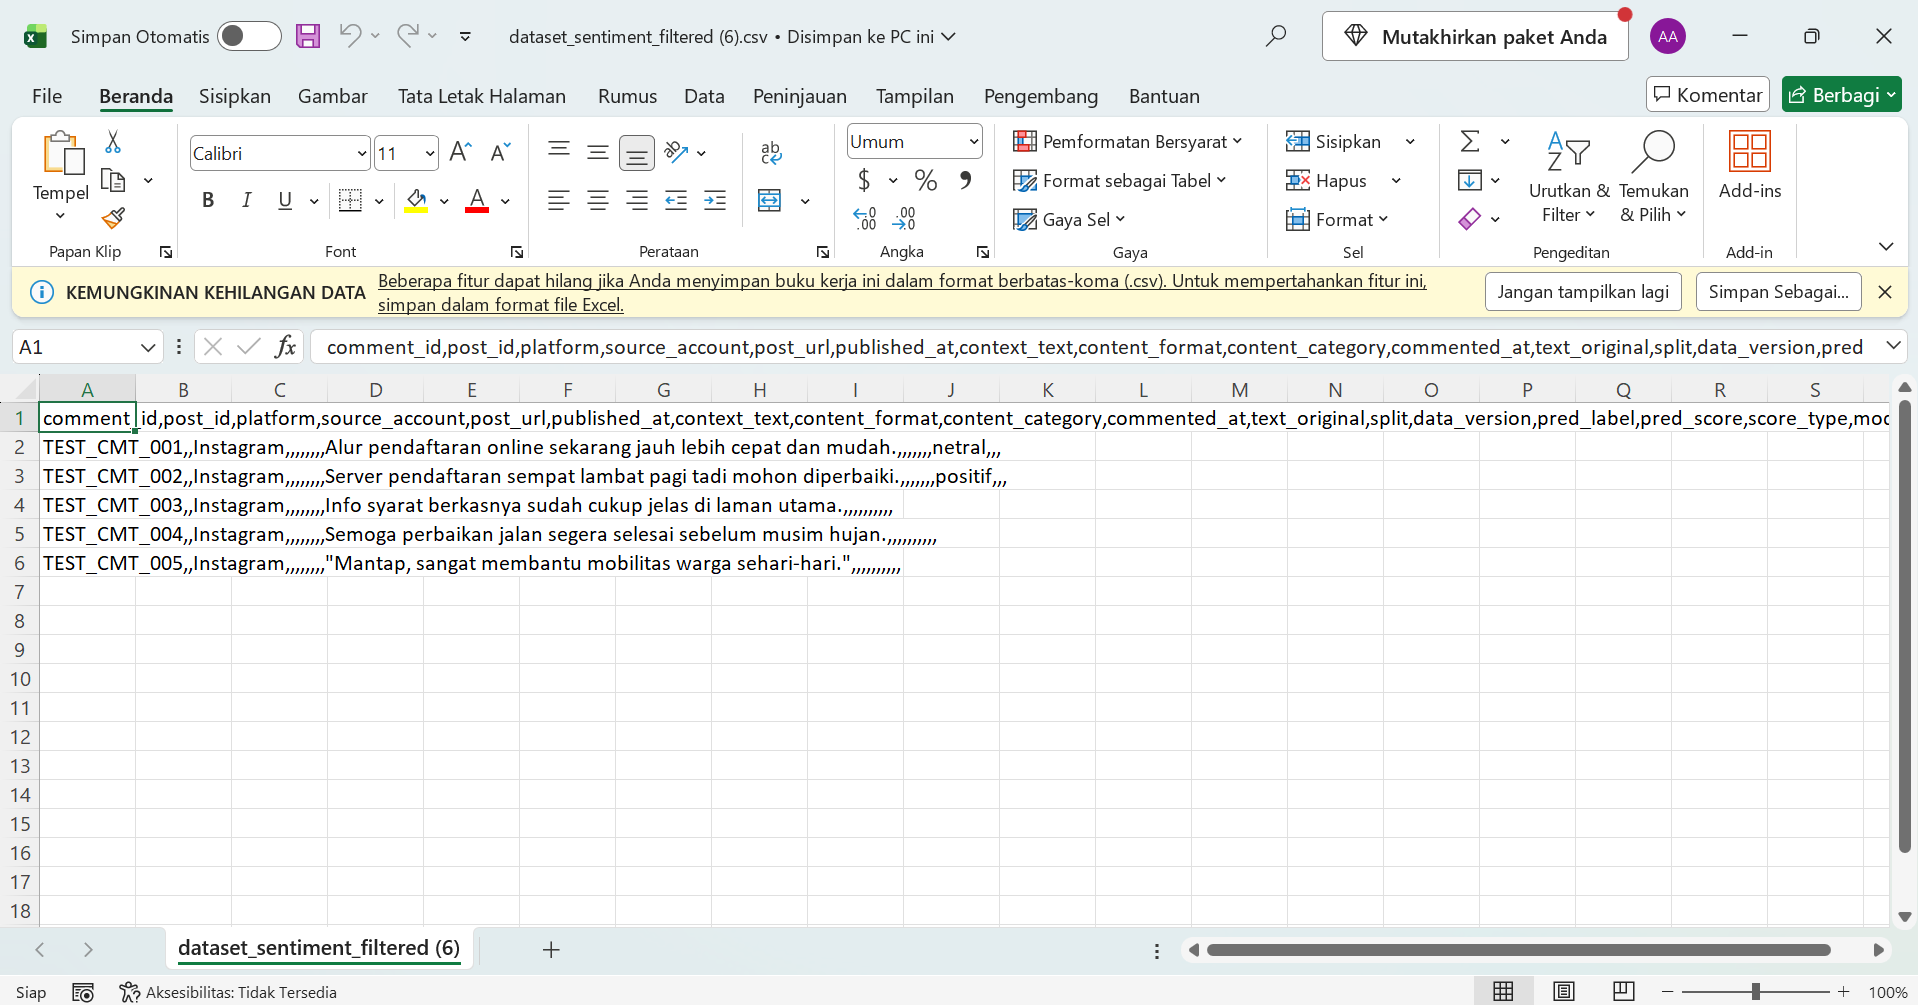 Simpan Otomatis
dataset_sentiment_filtered (6).csv • Disimpan ke PC ini
Mutakhirkan paket Anda
AA
File Beranda Sisipkan Gambar Tata Letak Halaman Rumus Data Peninjauan Tampilan Pengembang Bantuan
Komentar
Berbagi
Tempel
Papan Klip
Calibri 11
B I U
Font
Perataan
Umum
Angka
Pemformatan Bersyarat
Format sebagai Tabel
Gaya Sel
Gaya
Sisipkan
Hapus
Format
Sel
Urutkan & Filter
Temukan & Pilih
Pengeditan
Add-ins
Add-in
KEMUNGKINAN KEHILANGAN DATA
Beberapa fitur dapat hilang jika Anda menyimpan buku kerja ini dalam format berbatas-koma (.csv). Untuk mempertahankan fitur ini,
simpan dalam format file Excel.
Jangan tampilkan lagi
Simpan Sebagai...
A1
fx
comment_id,post_id,platform,source_account,post_url,published_at,context_text,content_format,content_category,commented_at,text_original,split,data_version,pred
A B C D E F G H I J K L M N O P Q R S
1 comment_id,post_id,platform,source_account,post_url,published_at,context_text,content_format,content_category,commented_at,text_original,split,data_version,pred_label,pred_score,score_type,moc
2 TEST_CMT_001,,Instagram,,,,,,,,Alur pendaftaran online sekarang jauh lebih cepat dan mudah.,,,,,,,netral,,,
3 TEST_CMT_002,,Instagram,,,,,,,,Server pendaftaran sempat lambat pagi tadi mohon diperbaiki.,,,,,,,positif,,,
4 TEST_CMT_003,,Instagram,,,,,,,,Info syarat berkasnya sudah cukup jelas di laman utama.,,,,,,,,,,
5 TEST_CMT_004,,Instagram,,,,,,,,Semoga perbaikan jalan segera selesai sebelum musim hujan.,,,,,,,,,,
6 TEST_CMT_005,,Instagram,,,,,,,,"Mantap, sangat membantu mobilitas warga sehari-hari.",,,,,,,,,,
7
8
9
10
11
12
13
14
15
16
17
18
dataset_sentiment_filtered (6)
Siap
Aksesibilitas: Tidak Tersedia
100%